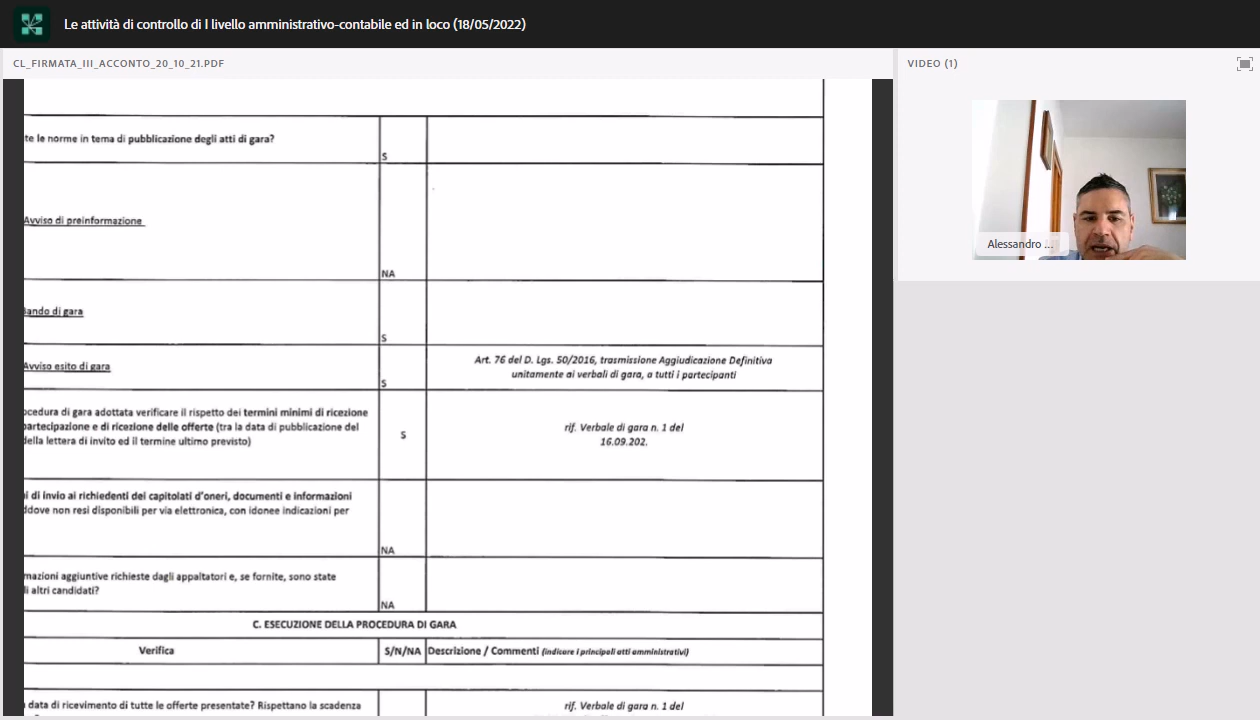 Le attività di controllo di I livello amministrativo-contabile ed in loco (18/05/2022)
CL_FIRMATA_III_ACCONTO_20_10_21.PDF
VIDEO (1)
Alessandro ...
te le norme in tema di pubblicazione degli atti di gara?
S
Avviso di preinformazione
NA
ando di gara
S
Avviso esito di gara
S
Art. 76 del D. Lgs. 50/2016, trasmissione Aggiudicazione Definitiva
unitamente ai verbali di gara, a tutti i partecipanti
ocedura di gara adottata verificare il rispetto dei termini minimi di ricezione
partecipazione e di ricezione delle offerte (tra la data di pubblicazione del
della lettera di invito ed il termine ultimo previsto)
S
rif. Verbale di gara n. 1 del
16.09.202.
i di invio ai richiedenti dei capitolati d'oneri, documenti e informazioni
ddove non resi disponibili per via elettronica, con idonee indicazioni per
NA
mazioni aggiuntive richieste dagli appaltatori e, se fornite, sono state
li altri candidati?
NA
C. ESECUZIONE DELLA PROCEDURA DI GARA
Verifica S/N/NA Descrizione / Commenti (indicare i principali atti amministrativi)
data di ricevimento di tutte le offerte presentate? Rispettano la scadenza
rif. Verbale di gara n. 1 del